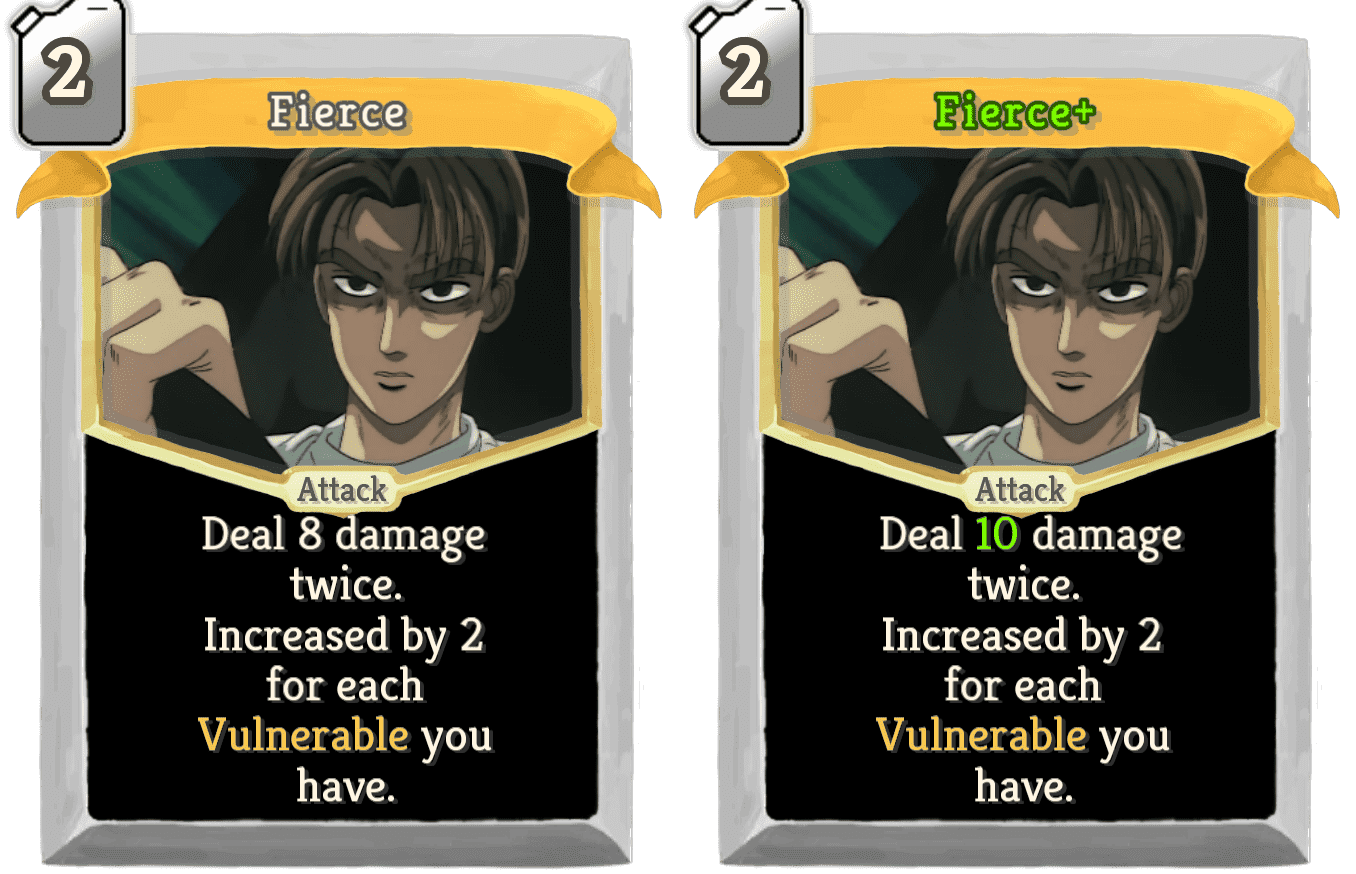 2
Fierce
Attack
Deal 8 damage
twice.
Increased by 2
for each
Vulnerable you
have.
2
Fierce+
Attack
Deal 10 damage
twice.
Increased by 2
for each
Vulnerable you
have.